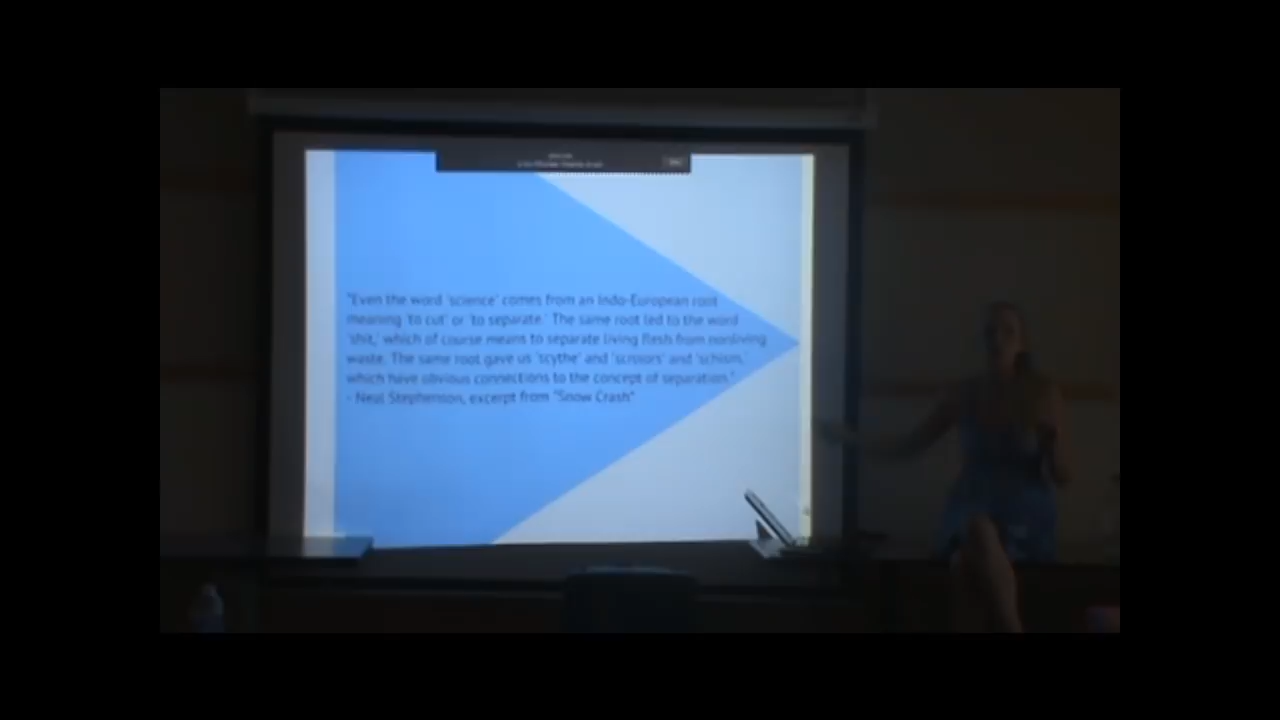 "Even the word 'science' comes from an Indo-European root
meaning 'to cut' or 'to separate.' The same root led to the word
'shit,' which of course means to separate living flesh from nonliving
waste. The same root gave us 'scythe' and 'scissors' and 'schism,'
which have obvious connections to the concept of separation."
- Neal Stephenson, excerpt from "Snow Crash"